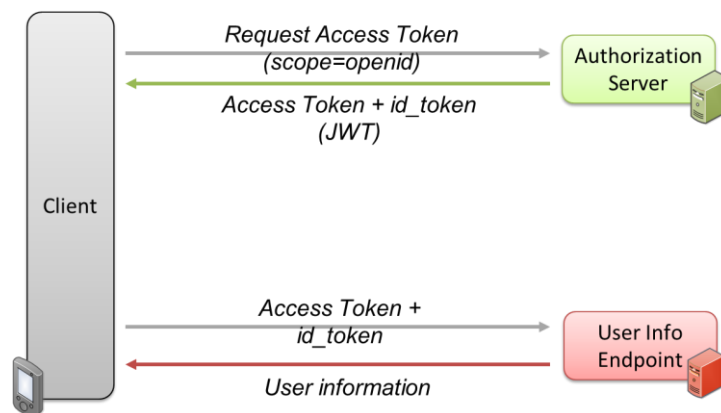 Request Access Token
(scope=openid)
Authorization
Server
Access Token + id_token
(JWT)
Client
Access Token +
id_token
User Info
Endpoint
User information